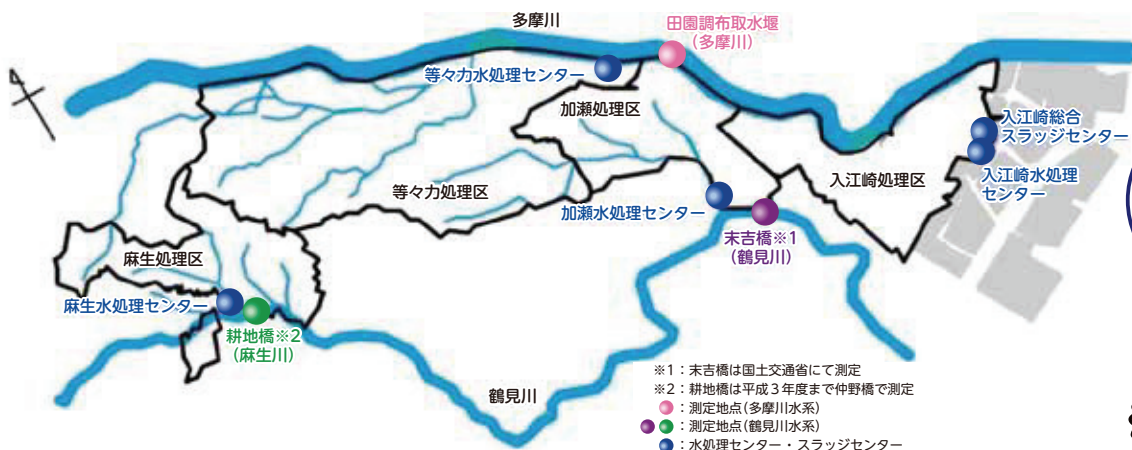 多摩川
田園調布取水堰
(多摩川)
等々力水処理センター
加瀬処理区
入江崎総合
スラッジセンター
入江崎水処理
センター
入江崎処理区
等々力処理区
加瀬水処理センター
末吉橋※1
(鶴見川)
麻生処理区
麻生水処理センター
耕地橋※2
(麻生川)
鶴見川
※1：末吉橋は国土交通省にて測定
※2：耕地橋は平成３年度まで仲野橋で測定
：測定地点(多摩川水系)
：測定地点(鶴見川水系)
：水処理センター・スラッジセンター